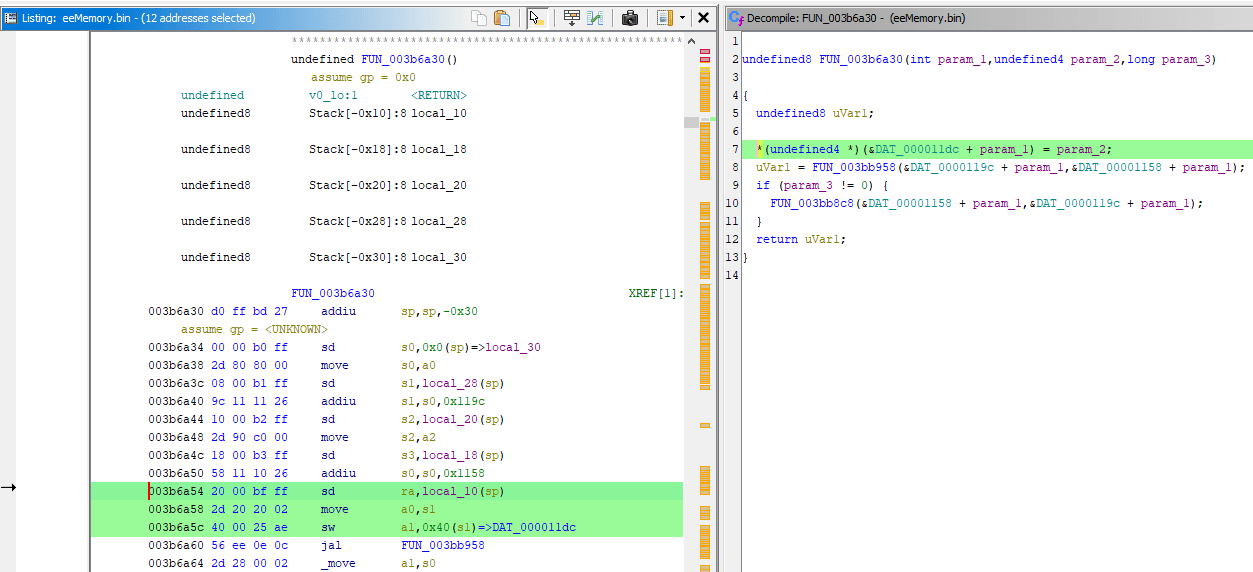 Listing: eeMemory.bin - (12 addresses selected)
************************************************************
undefined FUN_003b6a30()
assume gp = 0x0
undefined v0_lo:1 <RETURN>
undefined8 Stack[-0x10]:8 local_10
undefined8 Stack[-0x18]:8 local_18
undefined8 Stack[-0x20]:8 local_20
undefined8 Stack[-0x28]:8 local_28
undefined8 Stack[-0x30]:8 local_30
FUN_003b6a30 XREF[1]:
003b6a30 d0 ff bd 27 addiu sp,sp,-0x30
assume gp = <UNKNOWN>
003b6a34 00 00 b0 ff sd s0,0x0(sp)=>local_30
003b6a38 2d 80 80 00 move s0,a0
003b6a3c 08 00 b1 ff sd s1,local_28(sp)
003b6a40 9c 11 11 26 addiu s1,s0,0x119c
003b6a44 10 00 b2 ff sd s2,local_20(sp)
003b6a48 2d 90 c0 00 move s2,a2
003b6a4c 18 00 b3 ff sd s3,local_18(sp)
003b6a50 58 11 10 26 addiu s0,s0,0x1158
003b6a54 20 00 bf ff sd ra,local_10(sp)
003b6a58 2d 20 20 02 move a0,s1
003b6a5c 40 00 25 ae sw a1,0x40(s1)=>DAT_000011dc
003b6a60 56 ee 0e 0c jal FUN_003bb958
003b6a64 2d 28 00 02 _move a1,s0
Decompile: FUN_003b6a30 - (eeMemory.bin)
1
2 undefined8 FUN_003b6a30(int param_1,undefined4 param_2,long param_3)
3
4 {
5 undefined8 uVar1;
6
7 *(undefined4 *)(&DAT_000011dc + param_1) = param_2;
8 uVar1 = FUN_003bb958(&DAT_0000119c + param_1,&DAT_00001158 + param_1);
9 if (param_3 != 0) {
10 FUN_003bb8c8(&DAT_00001158 + param_1,&DAT_0000119c + param_1);
11 }
12 return uVar1;
13 }
14